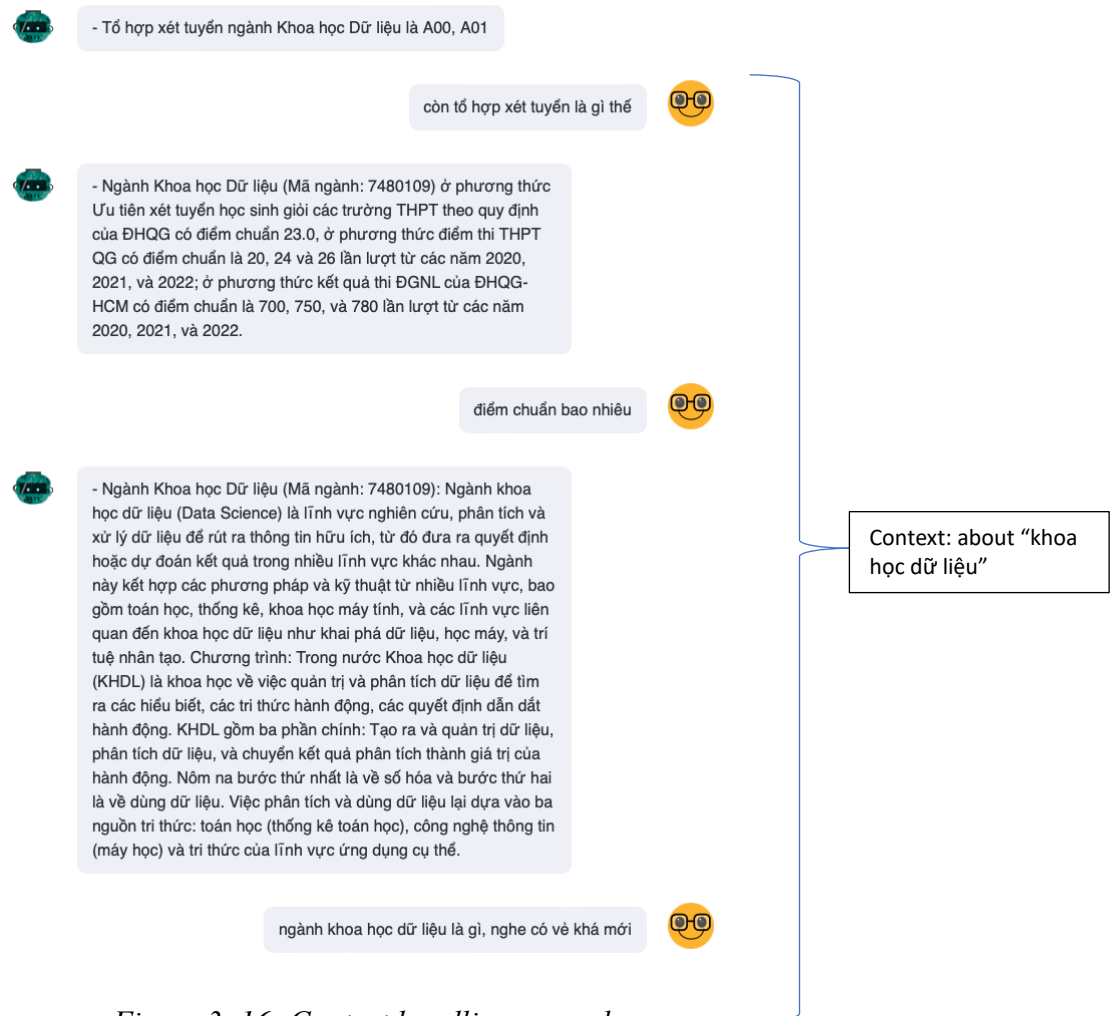 - Tổ hợp xét tuyển ngành Khoa học Dữ liệu là A00, A01
còn tổ hợp xét tuyển là gì thế
- Ngành Khoa học Dữ liệu (Mã ngành: 7480109) ở phương thức
Ưu tiên xét tuyển học sinh giỏi các trường THPT theo quy định
của ĐHQG có điểm chuẩn 23.0, ở phương thức điểm thi THPT
QG có điểm chuẩn là 20, 24 và 26 lần lượt từ các năm 2020,
2021, và 2022; ở phương thức kết quả thi ĐGNL của ĐHQG-
HCM có điểm chuẩn là 700, 750, và 780 lần lượt từ các năm
2020, 2021, và 2022.
điểm chuẩn bao nhiêu
- Ngành Khoa học Dữ liệu (Mã ngành: 7480109): Ngành khoa
học dữ liệu (Data Science) là lĩnh vực nghiên cứu, phân tích và
xử lý dữ liệu để rút ra thông tin hữu ích, từ đó đưa ra quyết định
hoặc dự đoán kết quả trong nhiều lĩnh vực khác nhau. Ngành
này kết hợp các phương pháp và kỹ thuật từ nhiều lĩnh vực, bao
gồm toán học, thống kê, khoa học máy tính, và các lĩnh vực liên
quan đến khoa học dữ liệu như khai phá dữ liệu, học máy, và trí
tuệ nhân tạo. Chương trình: Trong nước Khoa học dữ liệu
(KHDL) là khoa học về việc quản trị và phân tích dữ liệu để tìm
ra các hiểu biết, các tri thức hành động, các quyết định dẫn dắt
hành động. KHDL gồm ba phần chính: Tạo ra và quản trị dữ liệu,
phân tích dữ liệu, và chuyển kết quả phân tích thành giá trị của
hành động. Nôm na bước thứ nhất là về số hóa và bước thứ hai
là về dùng dữ liệu. Việc phân tích và dùng dữ liệu lại dựa vào ba
nguồn tri thức: toán học (thống kê toán học), công nghệ thông tin
(máy học) và tri thức của lĩnh vực ứng dụng cụ thể.
Context: about “khoa
học dữ liệu”
ngành khoa học dữ liệu là gì, nghe có vẻ khá mới